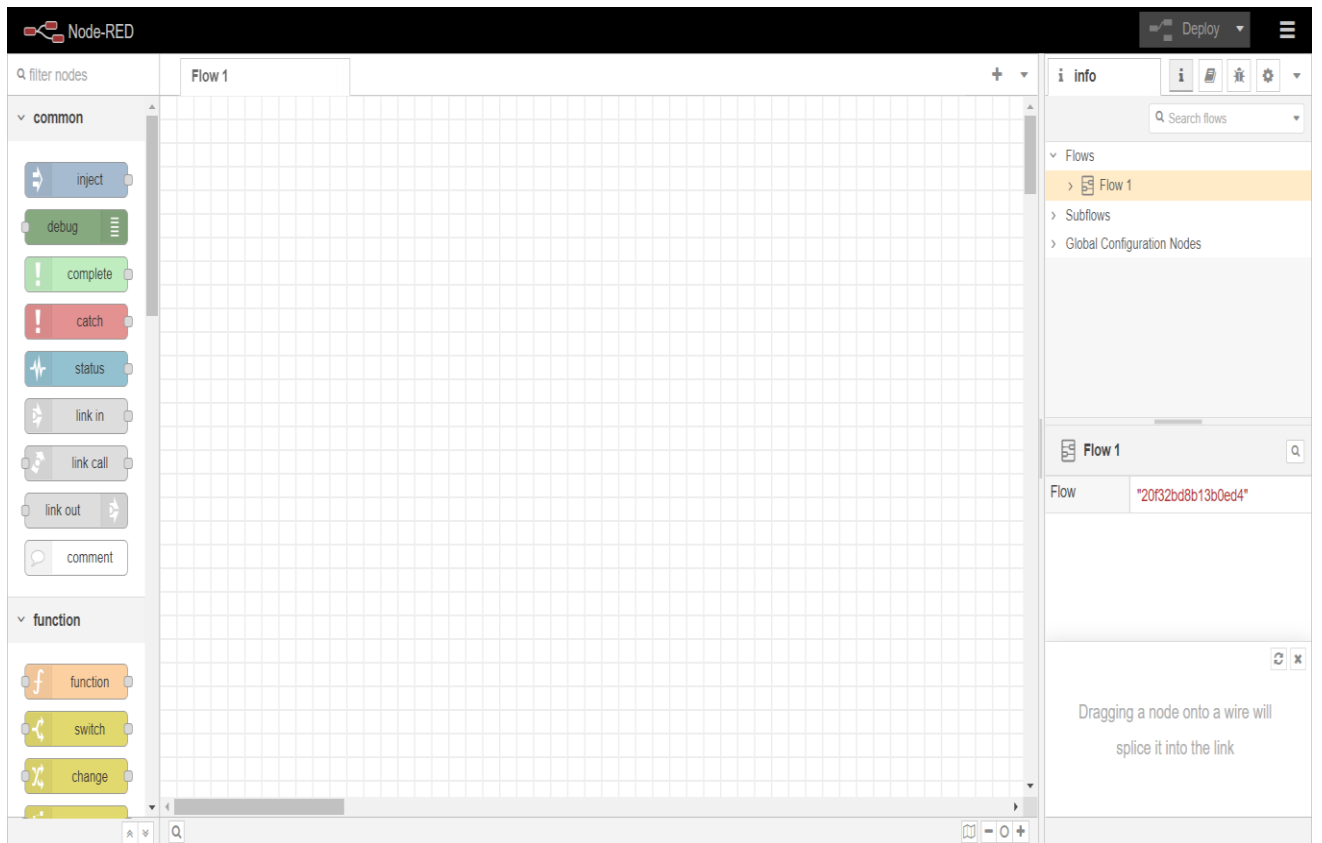 Node-RED
Deploy
filter nodes
Flow 1
i info
i
common
Search flows
inject
debug
complete
catch
status
link in
link call
link out
comment
function
function
switch
change
Flows
Flow 1
Subflows
Global Configuration Nodes
Flow 1
Flow
"20f32bd8b13b0ed4"
Dragging a node onto a wire will
splice it into the link